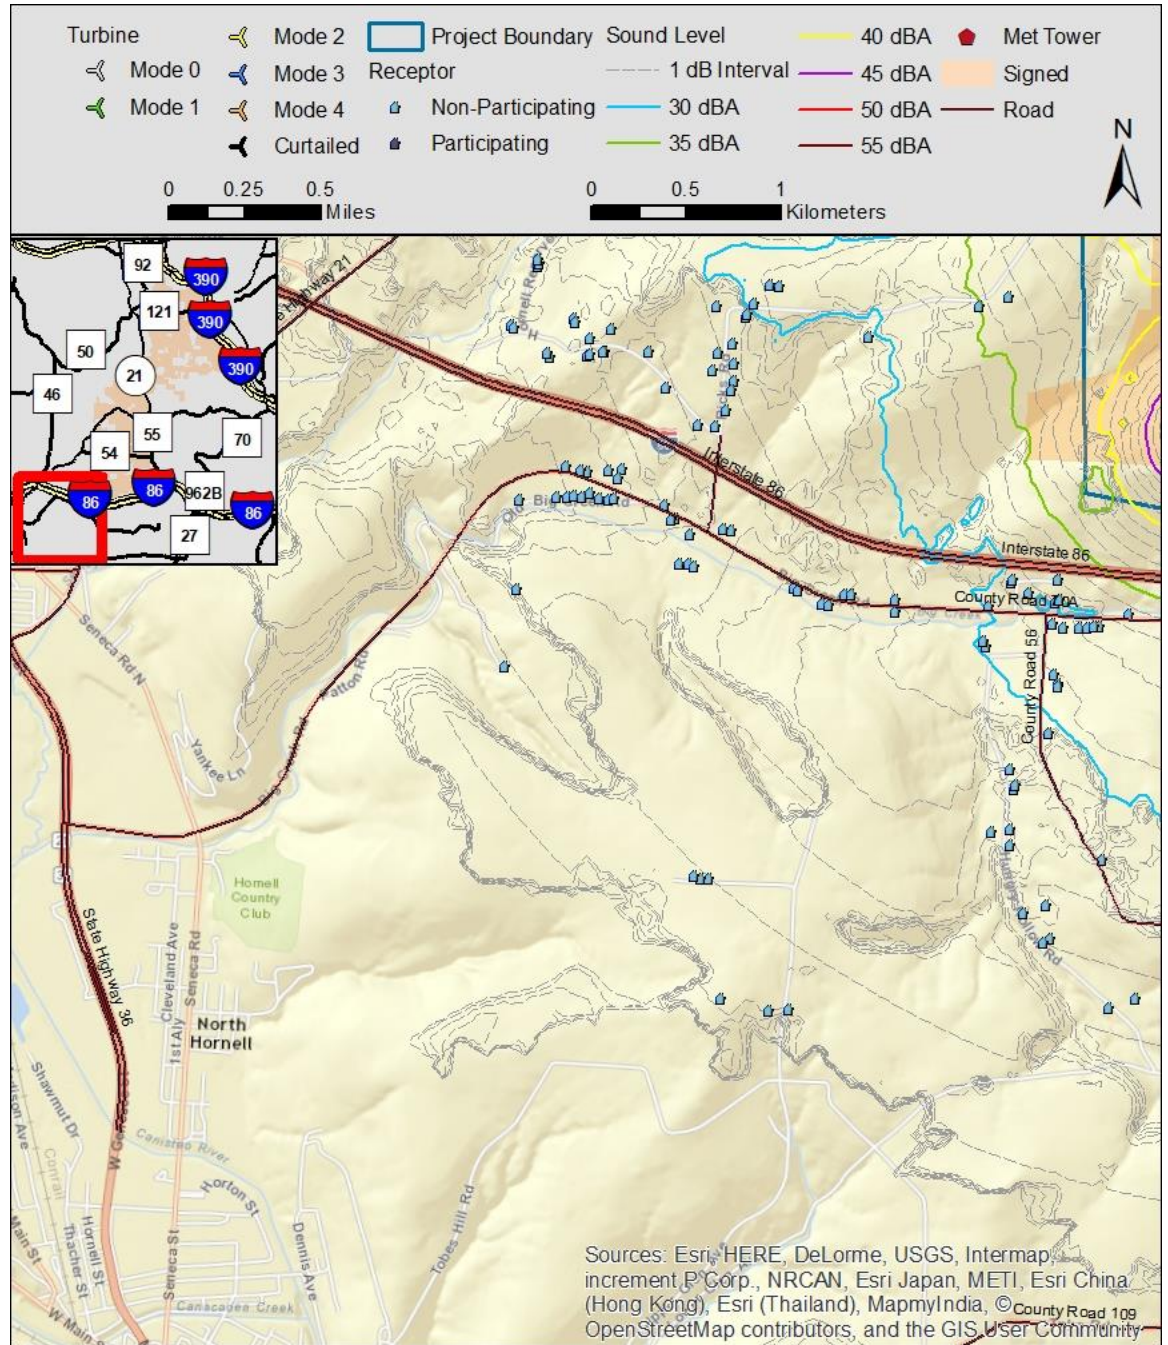 Turbine
Mode 0
Mode 1
Mode 2
Mode 3
Mode 4
Curtailed
Project Boundary
Receptor
Non-Participating
Participating
Sound Level
1 dB Interval
30 dBA
35 dBA
40 dBA
45 dBA
50 dBA
55 dBA
Met Tower
Signed
Road
N
0 0.25 0.5
Miles
0 0.5 1
Kilometers
92
390
121
390
50
390
21
46
55
70
54
86
86
962B
86
27
Highway 21
Interstate 86
Interstate 86
County Road 70A
County Road 56
Seneca Rd N
Yankee Ln
Patton Rd
Hornell
Country
Club
State Highway 36
Cleveland Ave
1st Aly
Seneca Rd
North
Hornell
Shawmut Dr
Canisteo River
Conrail
Horton St
Main St
Hornell St
Thacher St
Seneca St
Dennis Ave
Tobes Hill Rd
Canacadea Creek
W Main
Sources: Esri, HERE, DeLorme, USGS, Intermap,
increment P Corp., NRCAN, Esri Japan, METI, Esri China
(Hong Kong), Esri (Thailand), MapmyIndia, ©
County Road 109
OpenStreetMap contributors, and the GIS User Community